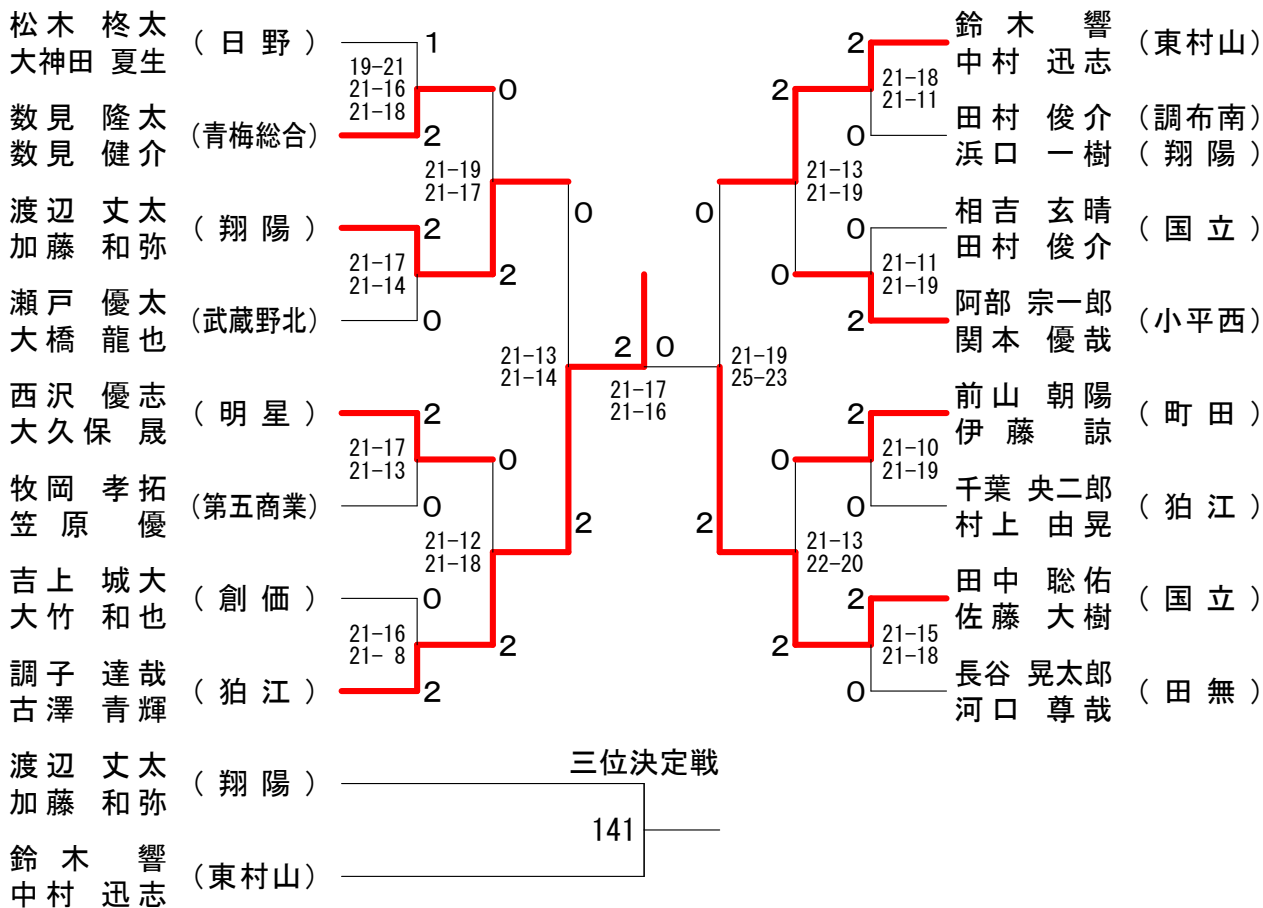 松木 柊太
大神田 夏生
(日野)
1
19-21
21-16
21-18
0
数見 隆太
数見 健介
(青梅総合)
2
21-19
21-17
0
渡辺 丈太
加藤 和弥
(翔陽)
2
21-17
21-14
2
瀬戸 優太
大橋 龍也
(武蔵野北)
0
21-13
21-14
西沢 優志
大久保 晟
(明星)
2
21-17
21-13
0
牧岡 孝拓
笠原 優
(第五商業)
0
21-12
21-18
2
吉上 城大
大竹 和也
(創価)
0
21-16
21- 8
2
調子 達哉
古澤 青輝
(狛江)
2
2 0
21-17
21-16
鈴木 響
中村 迅志
(東村山)
2
21-18
21-11
2
田村 俊介 (調布南)
浜口 一樹 (翔陽)
0
21-13
21-19
0
相吉 玄晴
田村 俊介
(国立)
0
21-11
21-19
0
阿部 宗一郎
関本 優哉
(小平西)
2
21-19
25-23
前山 朝陽
伊藤 諒
(町田)
2
21-10
21-19
0
千葉 央二郎
村上 由晃
(狛江)
0
21-13
22-20
2
田中 聡佑
佐藤 大樹
(国立)
2
21-15
21-18
2
長谷 晃太郎
河口 尊哉
(田無)
0
三位決定戦
渡辺 丈太
加藤 和弥
(翔陽)
141
鈴木 響
中村 迅志
(東村山)